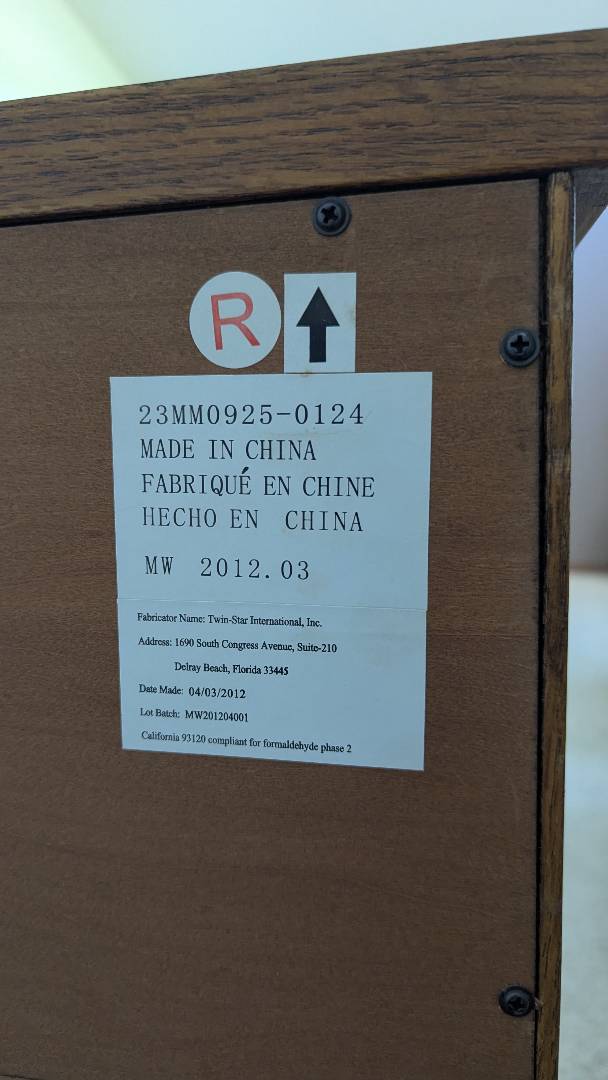 R
23MM0925-0124
MADE IN CHINA
FABRIQUÉ EN CHINE
HECHO EN CHINA
MW 2012.03
Fabricator Name: Twin-Star International, Inc.
Address: 1690 South Congress Avenue, Suite-210
Delray Beach, Florida 33445
Date Made: 04/03/2012
Lot Batch: MW201204001
California 93120 compliant for formaldehyde phase 2